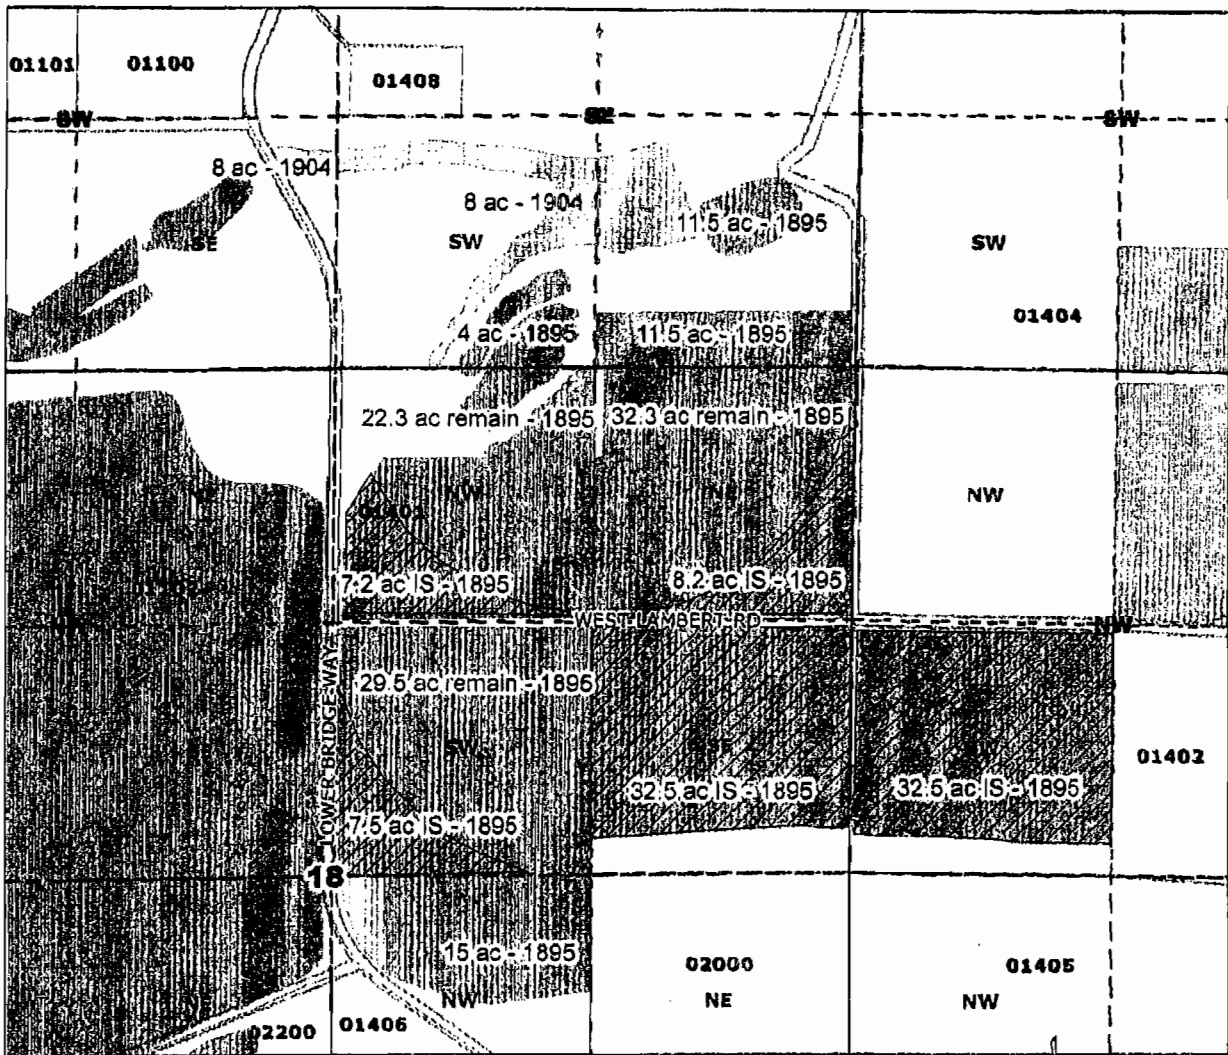 01101
01100
01408
SW
SE
SW
8 ac - 1904
8 ac - 1904
11.5 ac - 1895
SE
SW
SW
01404
4 ac - 1895
11.5 ac - 1895
22.3 ac remain - 1895
32.3 ac remain - 1895
NW
NE
NW
01401
7.2 ac IS - 1895
8.2 ac IS - 1895
WEST LAMBERT RD
NW
LOWER BRIDGE WAY
29.5 ac remain - 1895
SW
SE
01402
32.5 ac IS - 1895
32.5 ac IS - 1895
7.5 ac IS - 1895
18
15 ac - 1895
02000
01405
NE
NW
NE
NW
02200
01406